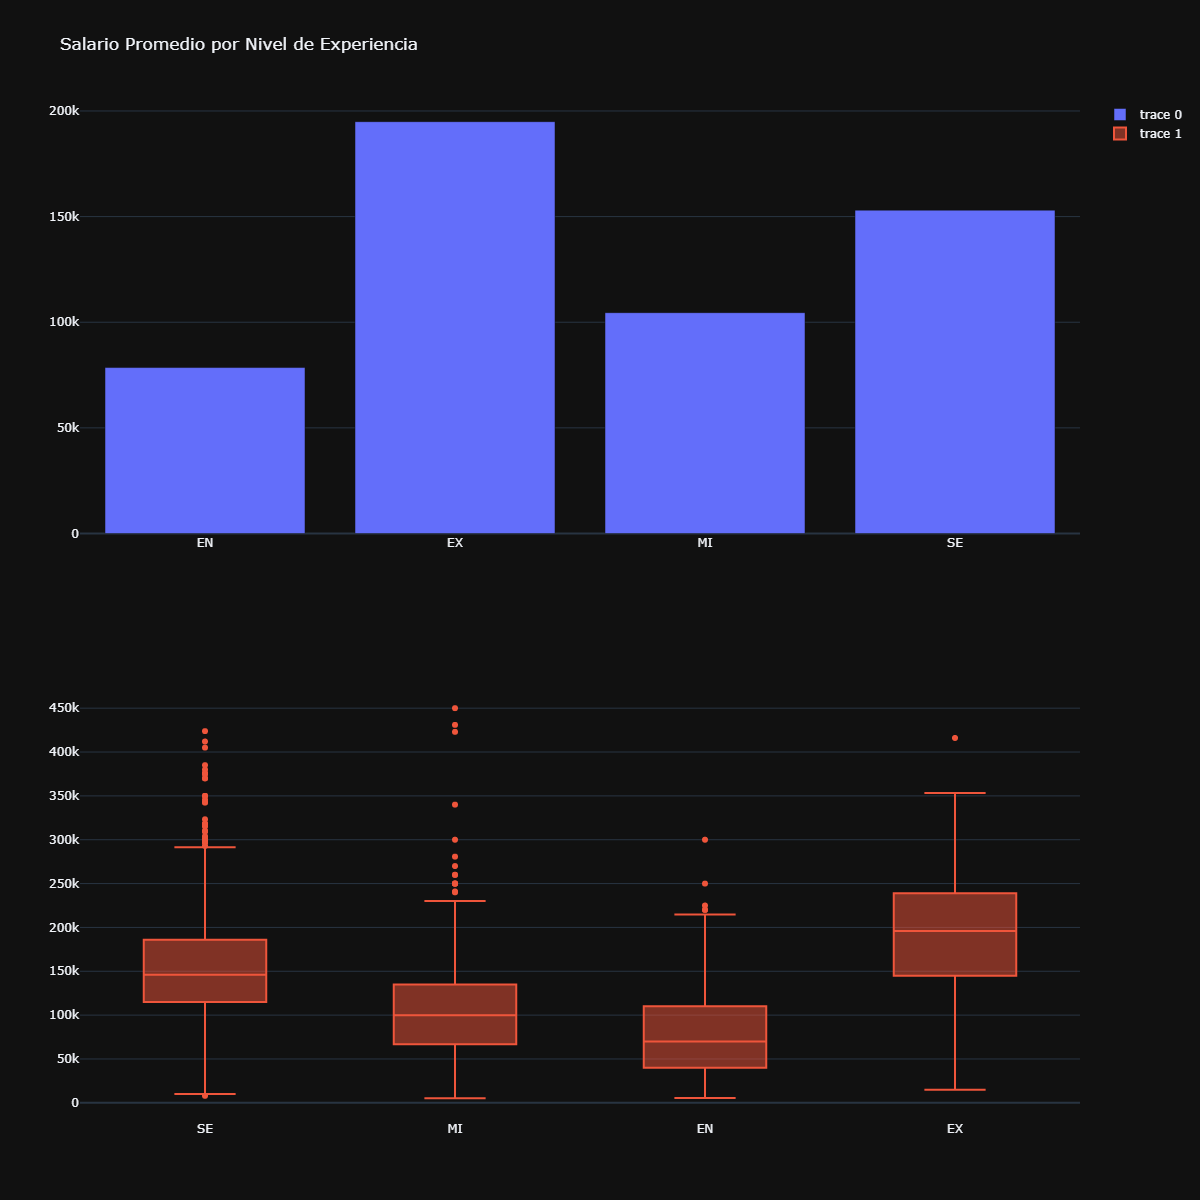 Salario Promedio por Nivel de Experiencia
200k
150k
100k
50k
0
EN EX MI SE
trace 0
trace 1
450k
400k
350k
300k
250k
200k
150k
100k
50k
0
SE MI EN EX